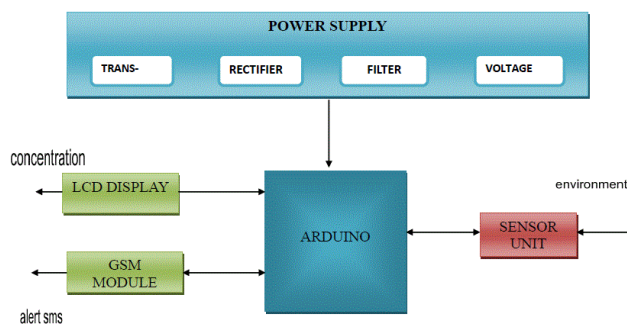 POWER SUPPLY
TRANS-
RECTIFIER
FILTER
VOLTAGE
concentration
LCD DISPLAY
environment
ARDUINO
SENSOR
UNIT
GSM
MODULE
alert sms